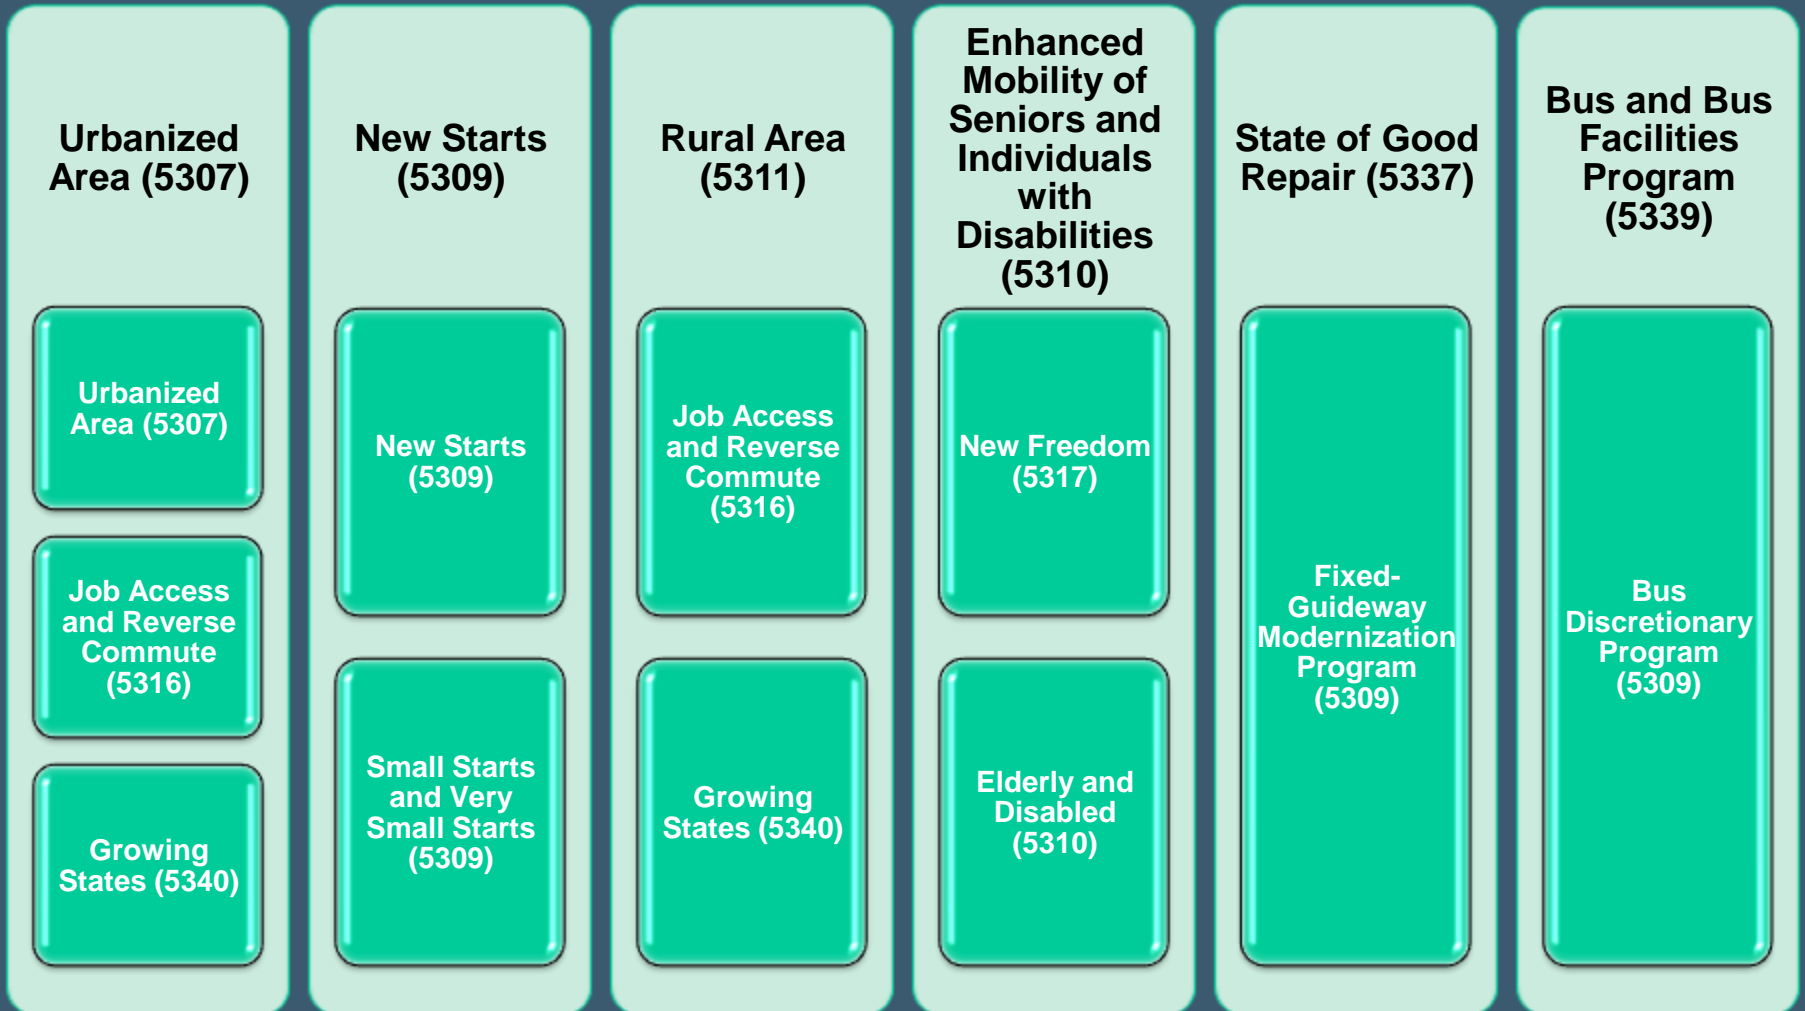 Urbanized
Area (5307)
Urbanized
Area (5307)
Job Access
and Reverse
Commute
(5316)
Growing
States (5340)
New Starts
(5309)
New Starts
(5309)
Small Starts
and Very
Small Starts
(5309)
Rural Area
(5311)
Job Access
and Reverse
Commute
(5316)
Growing
States (5340)
Enhanced
Mobility of
Seniors and
Individuals
with
Disabilities
(5310)
New Freedom
(5317)
Elderly and
Disabled
(5310)
State of Good
Repair (5337)
Fixed-
Guideway
Modernization
Program
(5309)
Bus and Bus
Facilities
Program
(5339)
Bus
Discretionary
Program
(5309)